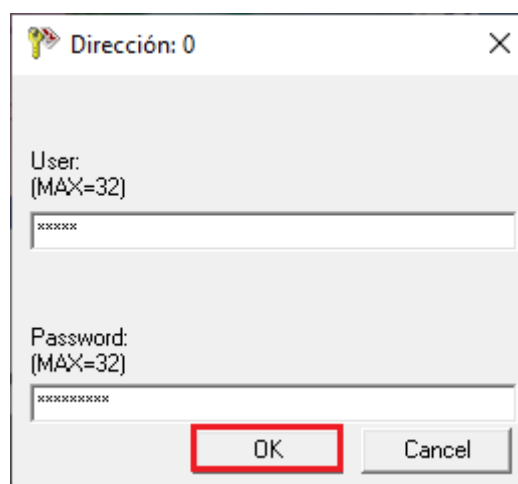 Dirección: 0
User:
(MAX=32)
*****
Password:
(MAX=32)
*********
OK
Cancel